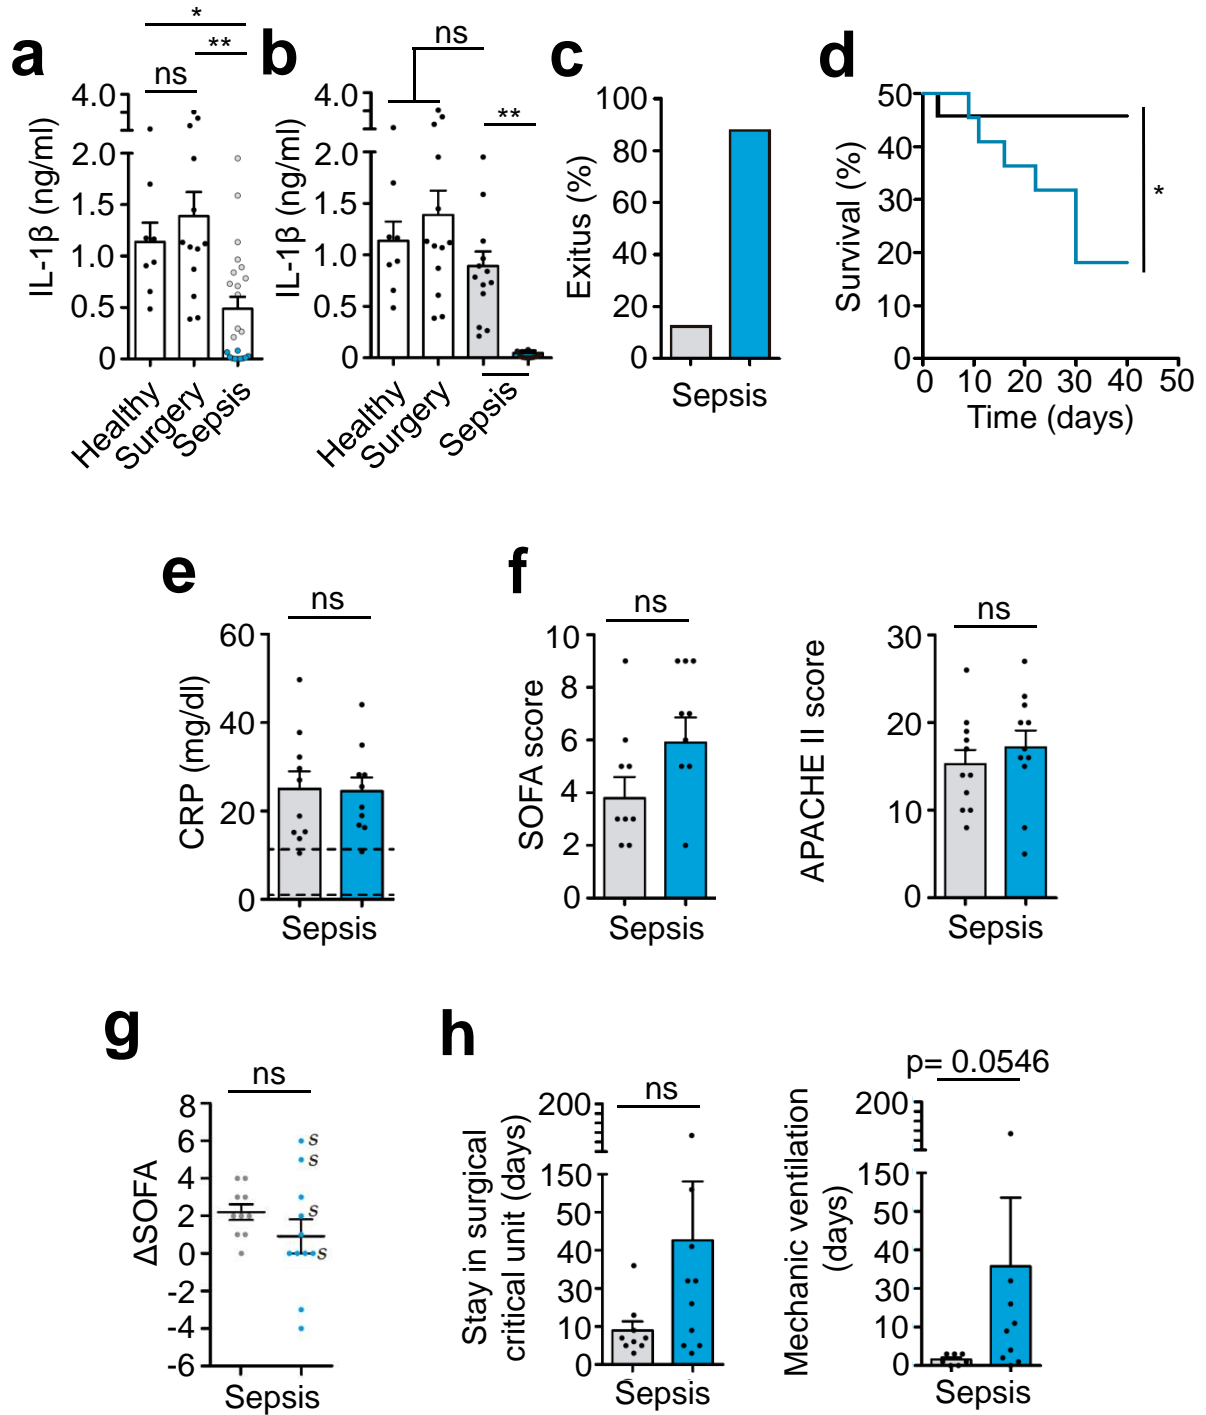 a
*
**
ns
IL-1β (ng/ml)
4.0
2.0
1.5
1.0
0.5
0
Healthy
Surgery
Sepsis
b
ns
**
IL-1β (ng/ml)
4.0
2.0
1.5
1.0
0.5
0
Healthy
Surgery
Sepsis
c
Exitus (%)
100
80
60
40
20
0
Sepsis
d
Survival (%)
50
40
30
20
10
0
*
0 10 20 30 40 50
Time (days)
e
ns
CRP (mg/dl)
60
40
20
0
Sepsis
f
ns
SOFA score
10
8
6
4
2
0
Sepsis
ns
APACHE II score
30
20
10
0
Sepsis
g
ns
ΔSOFA
8
6
4
2
0
-2
-4
-6
s
s
s
s
Sepsis
h
ns
Stay in surgical
critical unit (days)
200
150
50
40
30
10
0
Sepsis
p= 0.0546
Mechanic ventilation
(days)
200
150
50
40
30
10
0
Sepsis